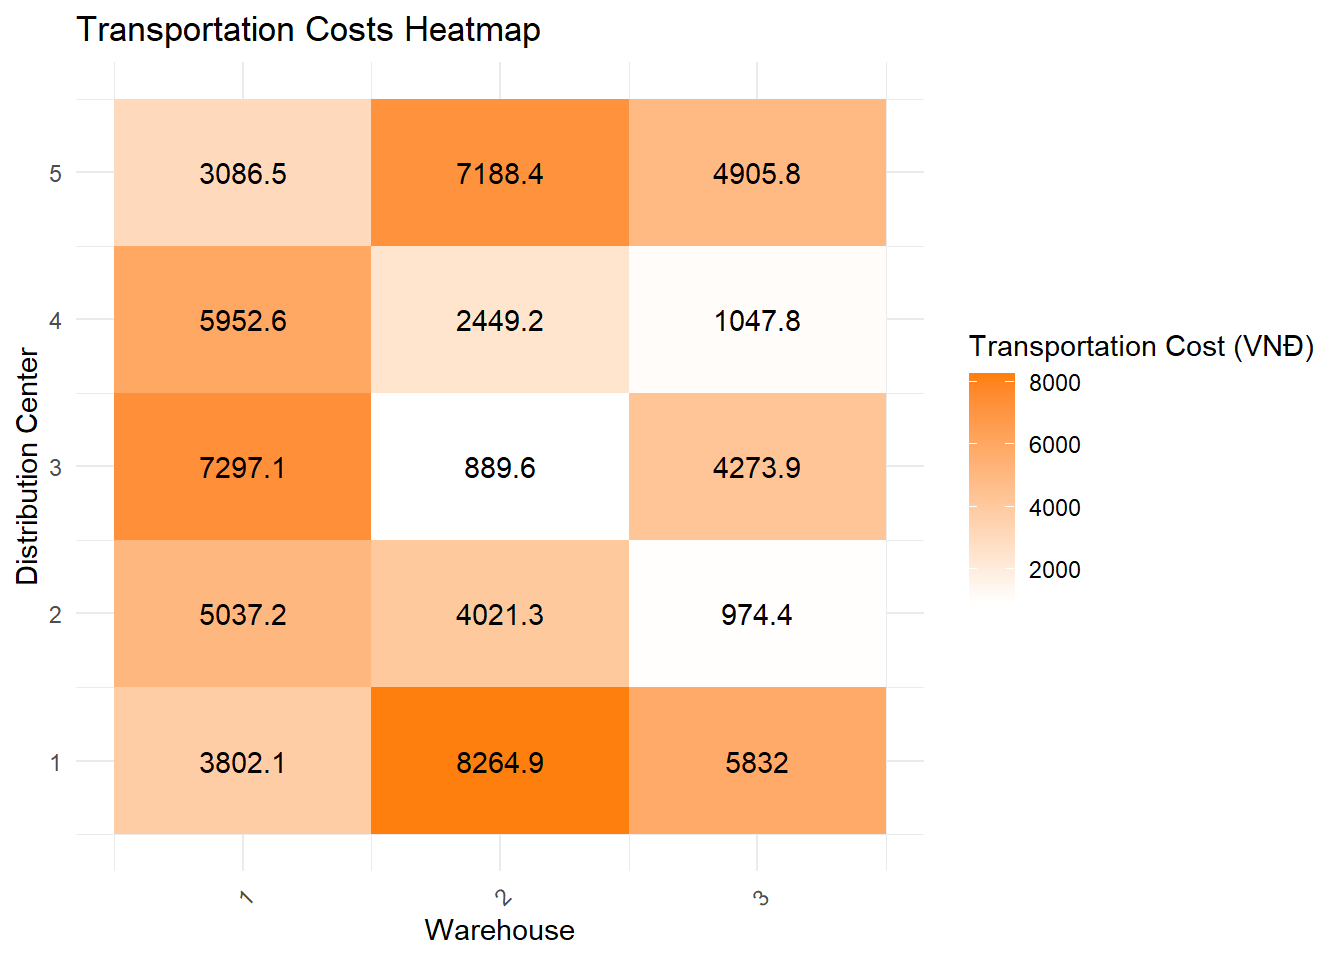 Transportation Costs Heatmap
5 3086.5 7188.4 4905.8
4 5952.6 2449.2 1047.8
3 7297.1 889.6 4273.9
2 5037.2 4021.3 974.4
1 3802.1 8264.9 5832
1 2 3
Warehouse
Distribution Center
Transportation Cost (VNĐ)
8000
6000
4000
2000